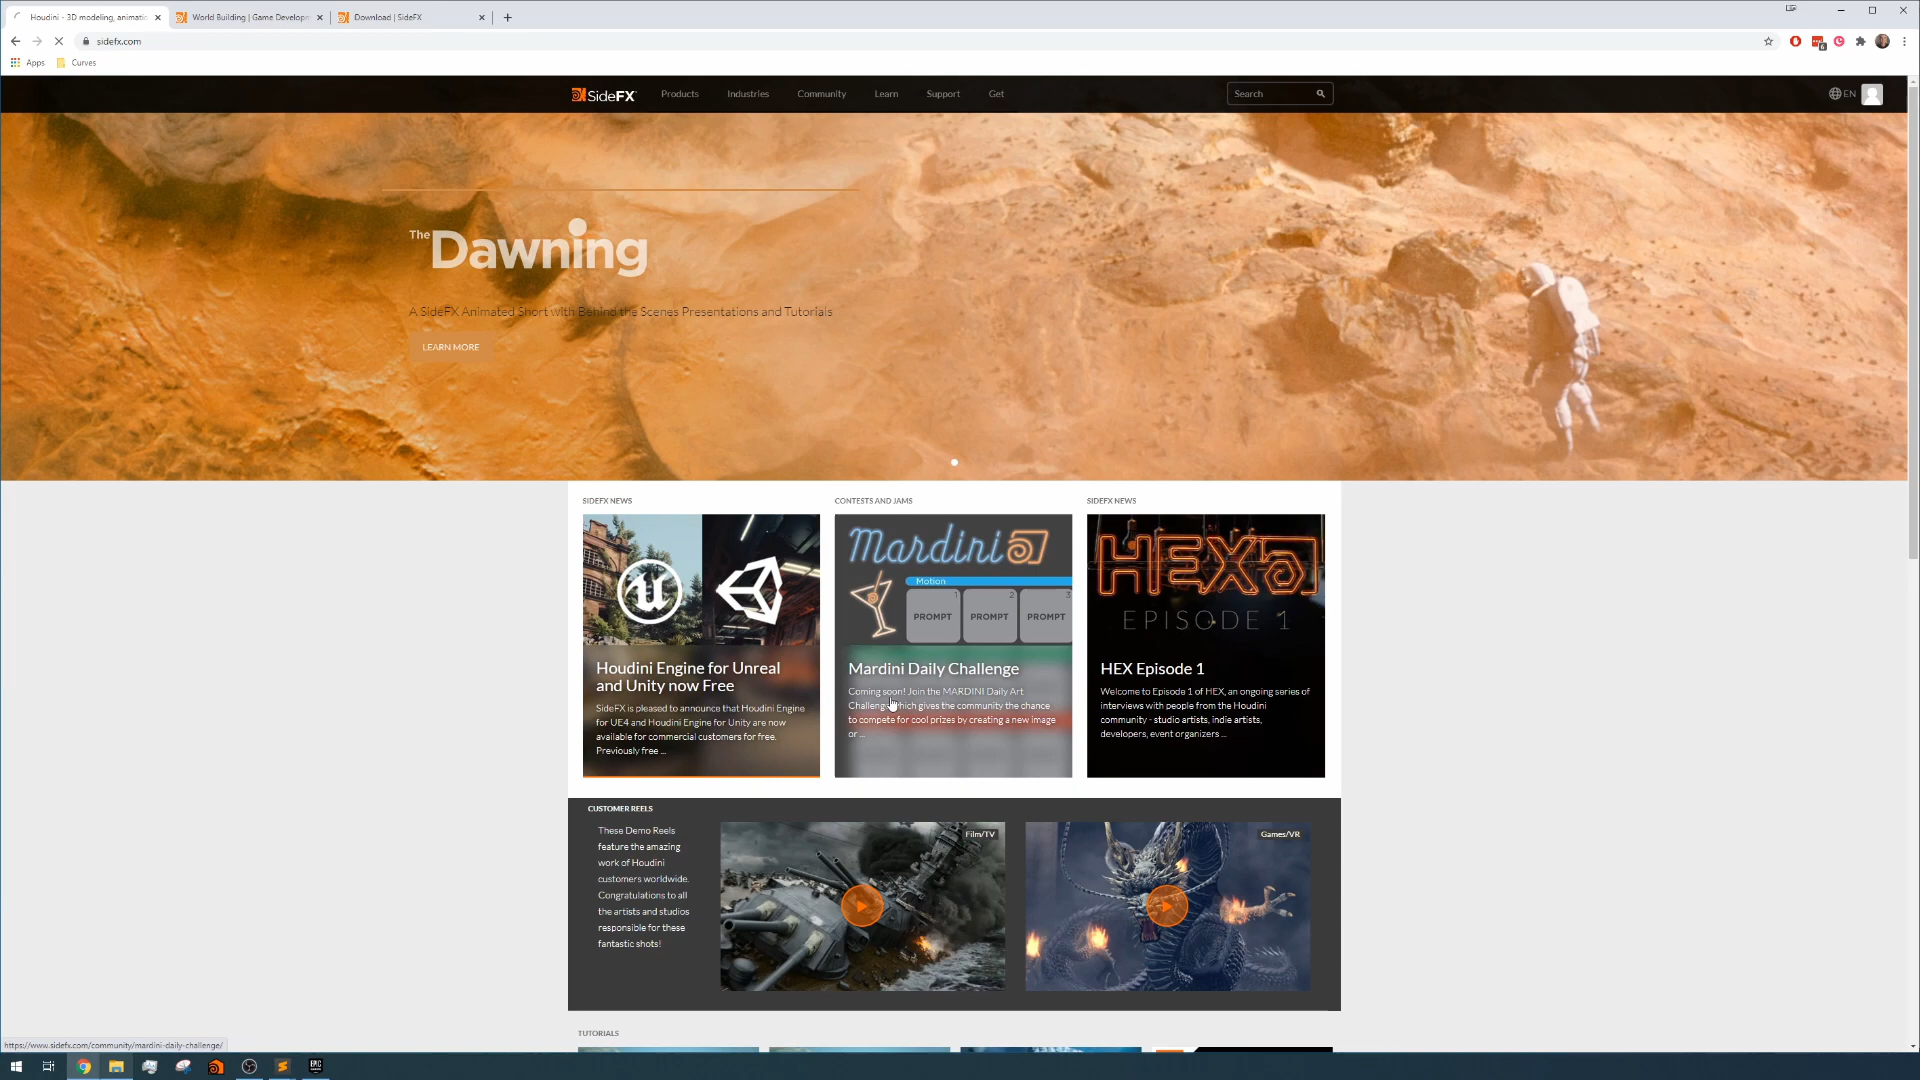 Houdini - 3D modeling, animatio
World Building | Game Develop
Download | SideFX
sidefx.com
Apps
Curves
SideFX
Products
Industries
Community
Learn
Support
Get
Search
EN
The Dawning
A SideFX Animated Short with Behind the Scenes Presentations and Tutorials
LEARN MORE
SIDEFX NEWS
CONTESTS AND JAMS
SIDEFX NEWS
Houdini Engine for Unreal
and Unity now Free
SideFX is pleased to announce that Houdini Engine
for UE4 and Houdini Engine for Unity are now
available for commercial customers for free.
Previously free ...
Mardini
Motion
1
2
3
PROMPT
PROMPT
PROMPT
Mardini Daily Challenge
Coming soon! Join the MARDINI Daily Art
which gives the community the chance
to compete for cool prizes by creating a new image
or ...
HEX
EPISODE 1
HEX Episode 1
Welcome to Episode 1 of HEX, an ongoing series of
interviews with people from the Houdini
community - studio artists, indie artists,
developers, event organizers ...
CUSTOMER REELS
These Demo Reels
feature the amazing
work of Houdini
customers worldwide.
Congratulations to all
the artists and studios
responsible for these
fantastic shots!
Film/TV
Games/VR
TUTORIALS
https://www.sidefx.com/community/mardini-daily-challenge/